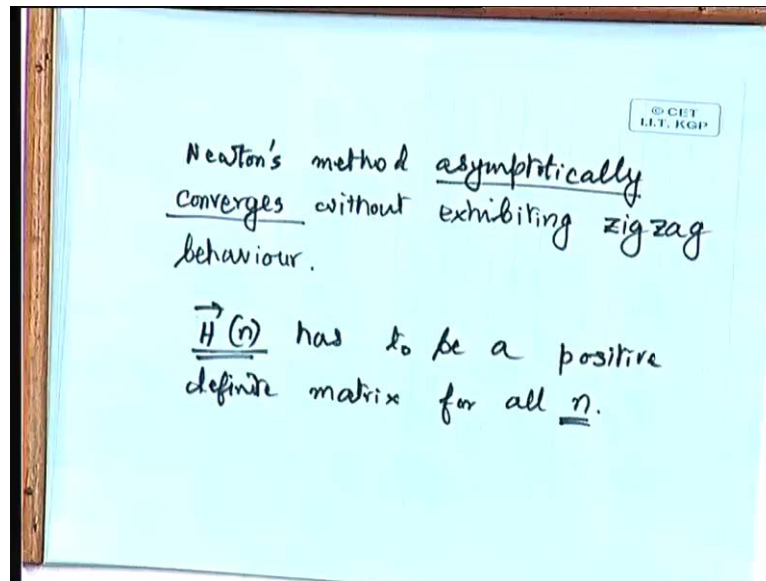 © CET
I.I.T. KGP
Newton's method asymptotically
converges without exhibiting zigzag
behaviour.
H⃗(n) has to be a positive
definite matrix for all n.